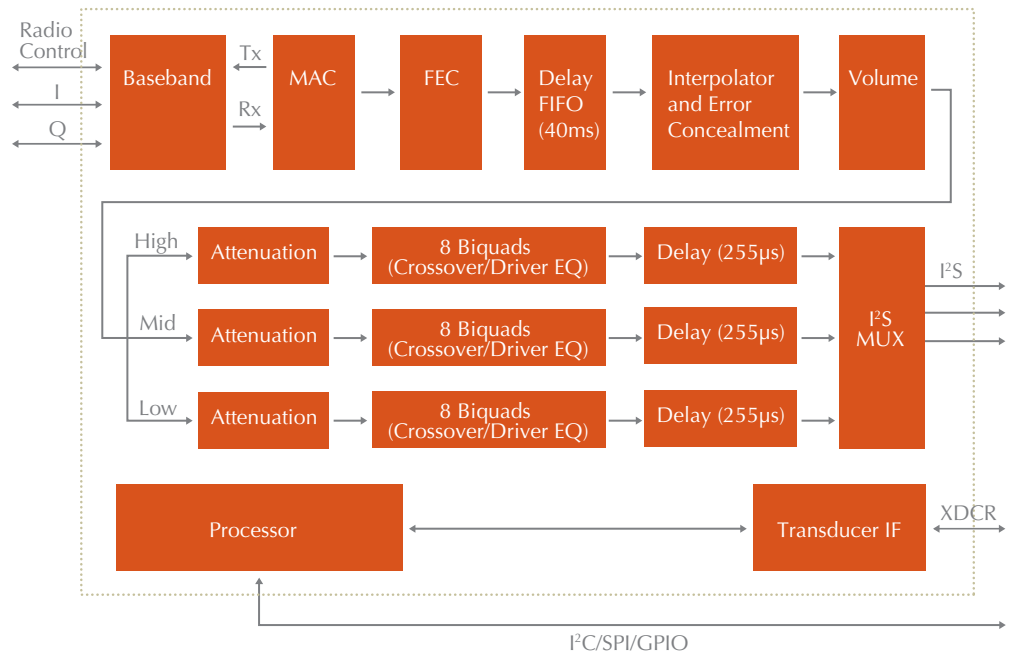 Radio
Control
I
Q
Baseband
Tx
Rx
MAC
FEC
Delay
FIFO
(40ms)
Interpolator
and Error
Concealment
Volume
High
Attenuation
8 Biquads
(Crossover/Driver EQ)
Delay (255µs)
Mid
Attenuation
8 Biquads
(Crossover/Driver EQ)
Delay (255µs)
Low
Attenuation
8 Biquads
(Crossover/Driver EQ)
Delay (255µs)
I²S
MUX
I²S
Processor
Transducer IF
XDCR
I²C/SPI/GPIO